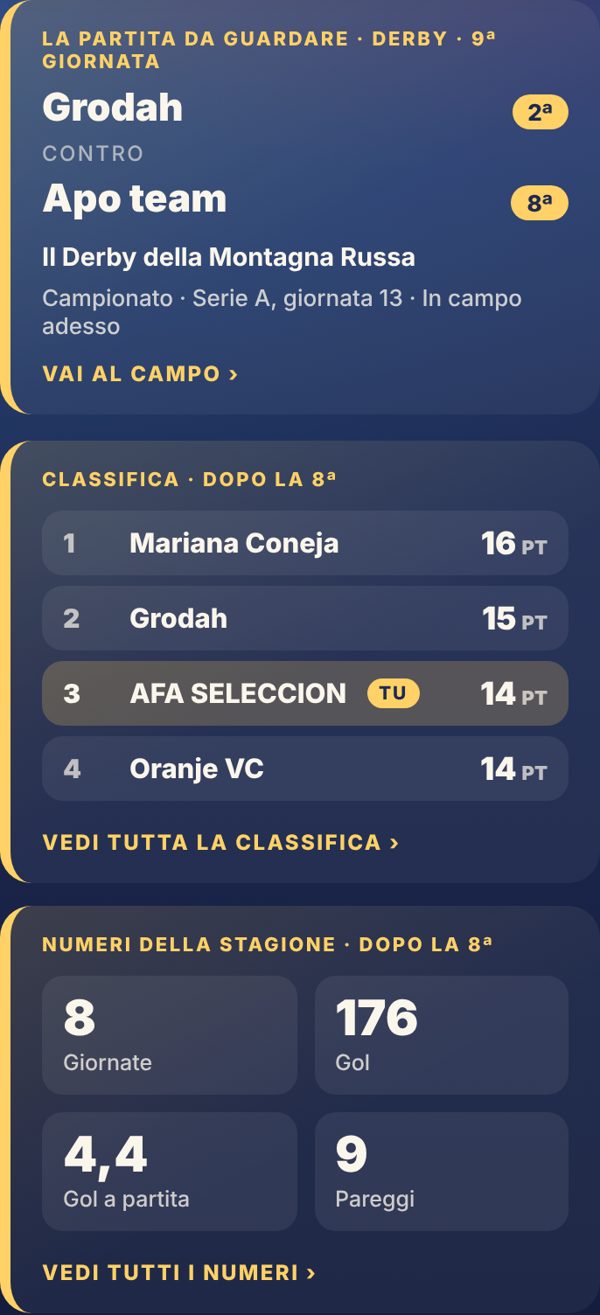 LA PARTITA DA GUARDARE · DERBY · 9ª
GIORNATA
Grodah 2ª
CONTRO
Apo team 8ª
Il Derby della Montagna Russa
Campionato · Serie A, giornata 13 · In campo
adesso
VAI AL CAMPO ›
CLASSIFICA · DOPO LA 8ª
1 Mariana Coneja 16 PT
2 Grodah 15 PT
3 AFA SELECCION TU 14 PT
4 Oranje VC 14 PT
VEDI TUTTA LA CLASSIFICA ›
NUMERI DELLA STAGIONE · DOPO LA 8ª
8 176
Giornate Gol
4,4 9
Gol a partita Pareggi
VEDI TUTTI I NUMERI ›